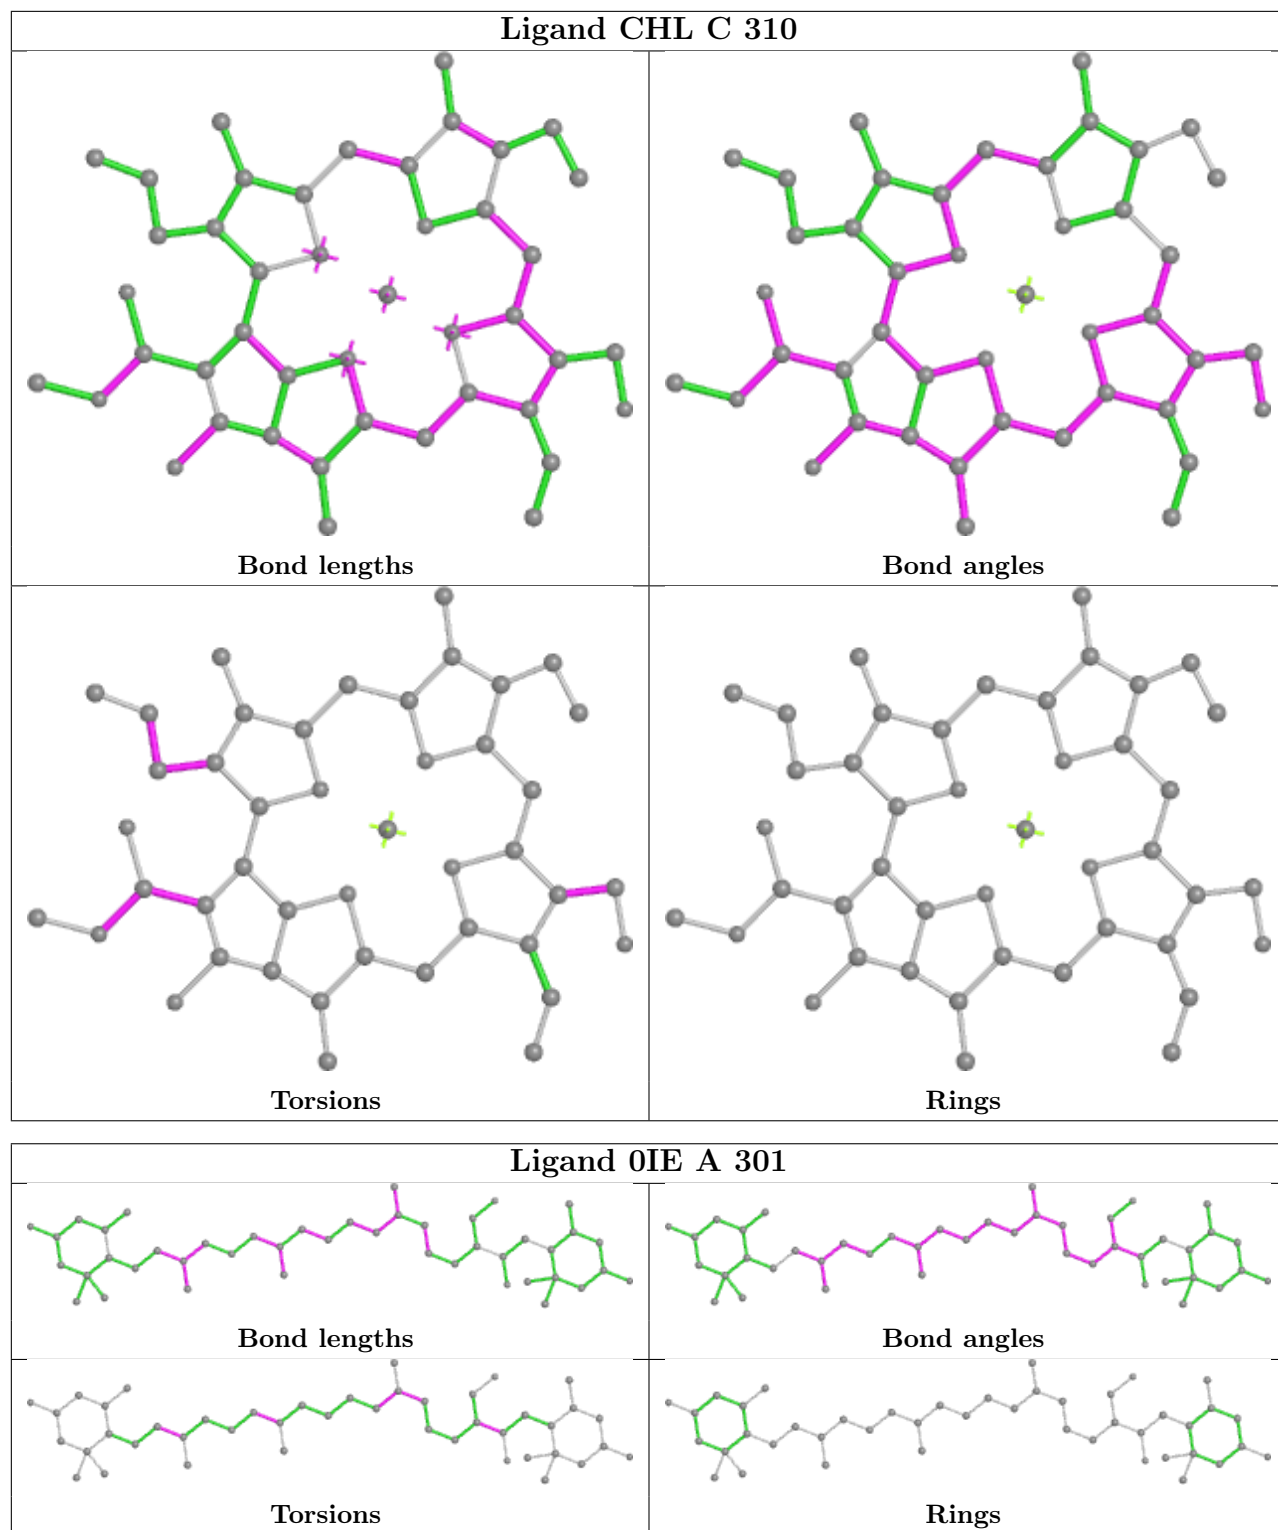 Ligand CHL C 310
Bond lengths
Bond angles
Torsions
Rings
Ligand 0IE A 301
Bond lengths
Bond angles
Torsions
Rings